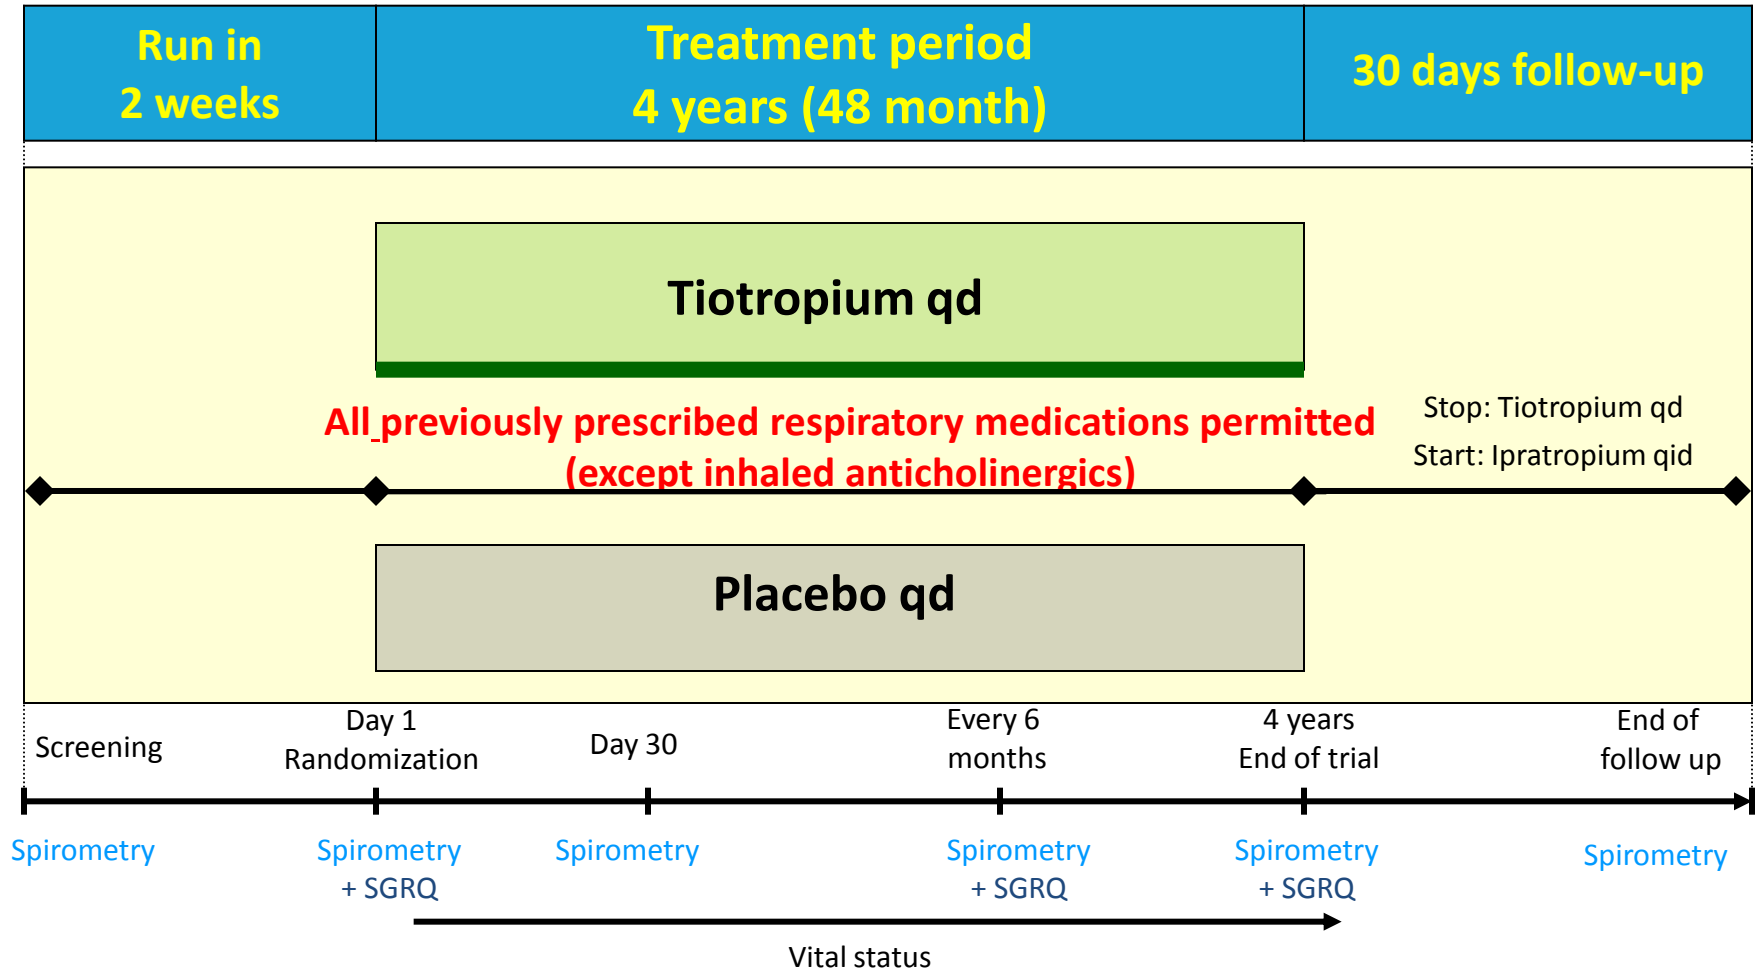 Run in
2 weeks
Treatment period
4 years (48 month)
30 days follow-up
Tiotropium qd
All previously prescribed respiratory medications permitted
(except inhaled anticholinergics)
Stop: Tiotropium qd
Start: Ipratropium qid
Placebo qd
Screening
Day 1
Randomization
Day 30
Every 6
months
4 years
End of trial
End of
follow up
Spirometry
Spirometry
+ SGRQ
Spirometry
Spirometry
+ SGRQ
Spirometry
+ SGRQ
Spirometry
Vital status